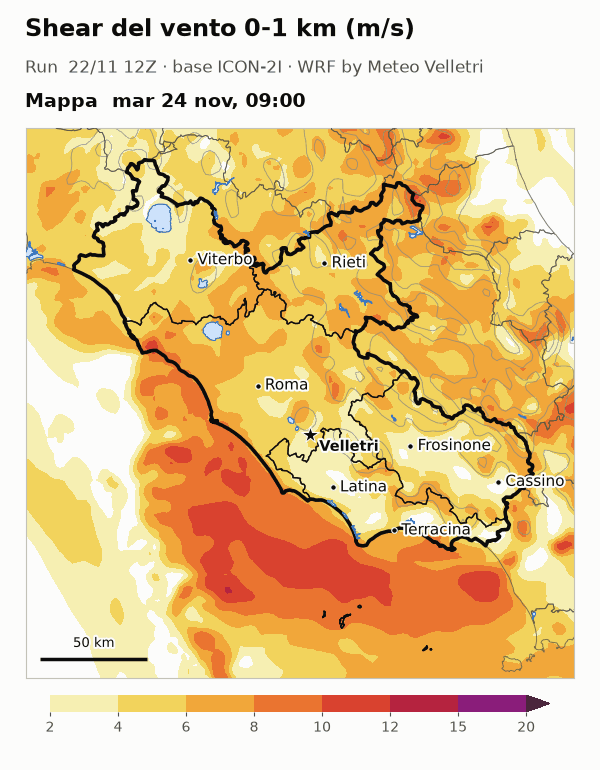 Shear del vento 0-1 km (m/s)
Run 22/11 12Z · base ICON-2I · WRF by Meteo Velletri
Mappa mar 24 nov, 09:00
Viterbo
Rieti
Roma
Velletri
Frosinone
Latina
Cassino
Terracina
50 km
2 4 6 8 10 12 15 20